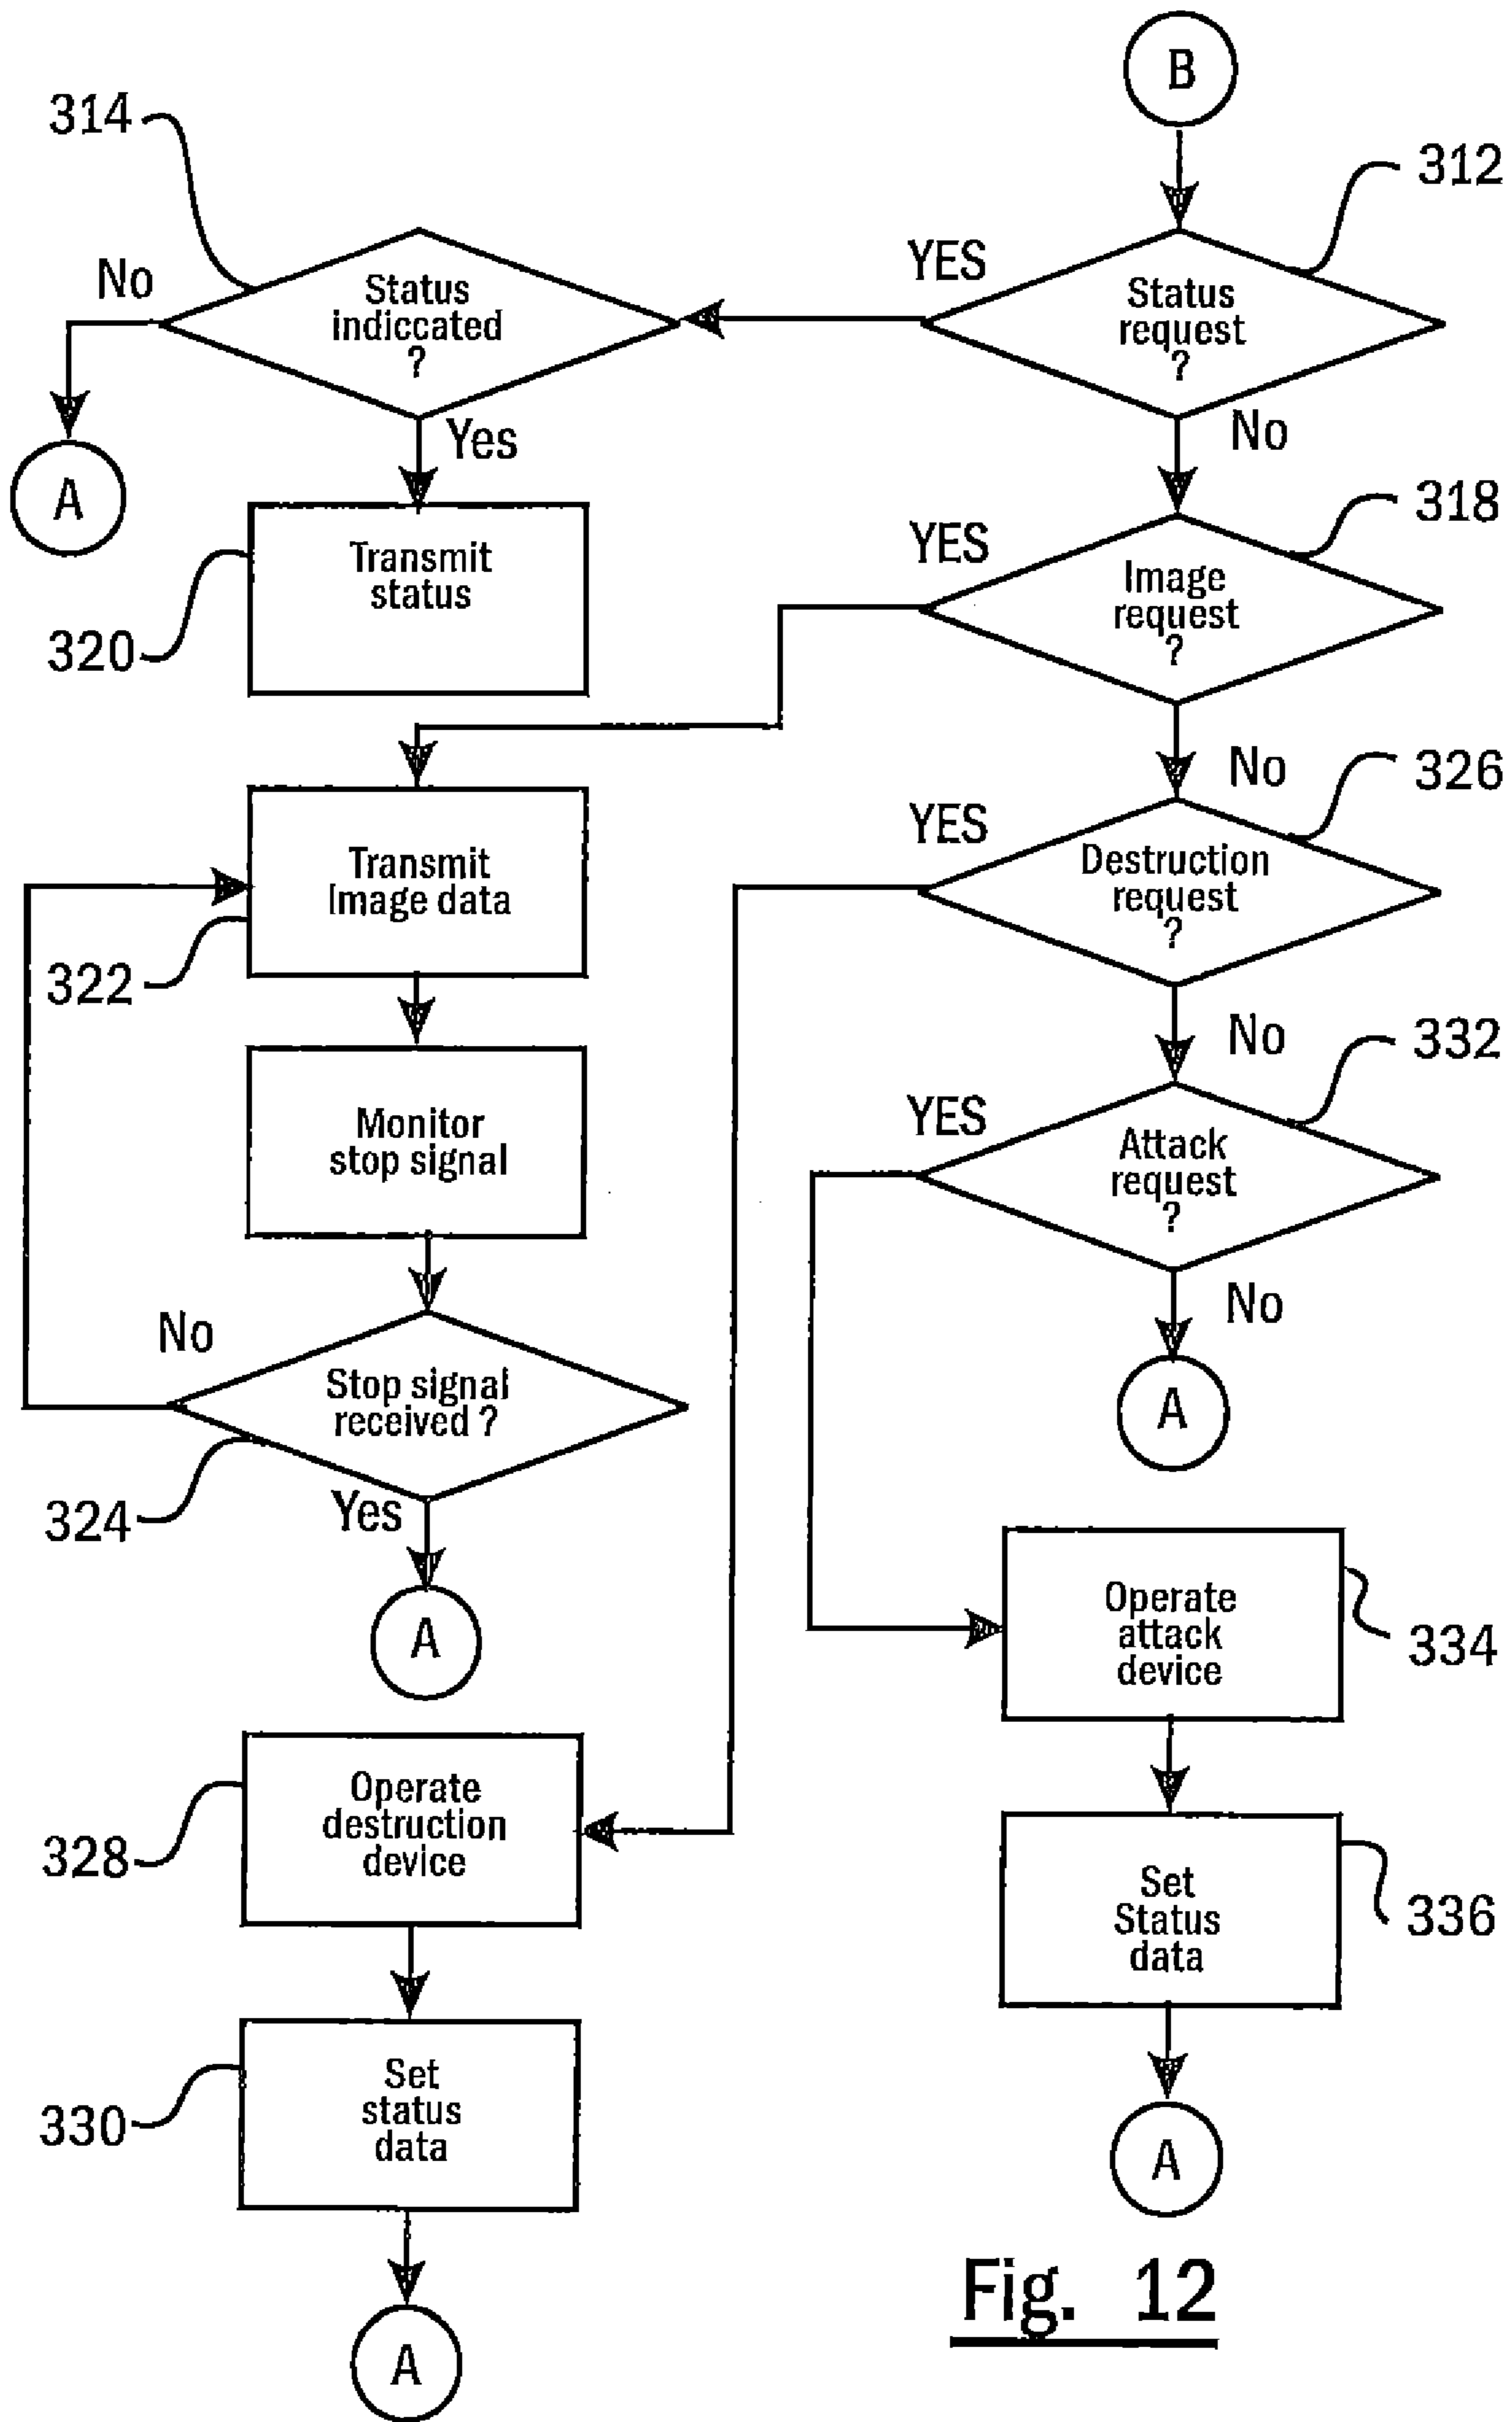 B
314
312
No
Status
indiccated
?
YES
Status
request
?
Yes
No
A
318
Transmit
status
YES
Image
request
?
320
No
326
Transmit
Image data
YES
Destruction
request
?
322
No
332
Monitor
stop signal
YES
Attack
request
?
No
No
Stop signal
received ?
A
324
Yes
A
Operate
attack
device
334
Operate
destruction
device
328
Set
Status
data
336
Set
status
data
330
A
A
Fig. 12